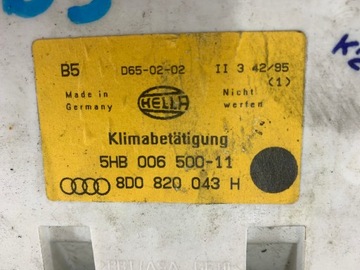 B5 D65-02-02 II 3 42/95
(1)
Made in Germany
HELLA
Nicht werfen
Klimabetätigung
5HB 006 500-11
8D0 820 043 H